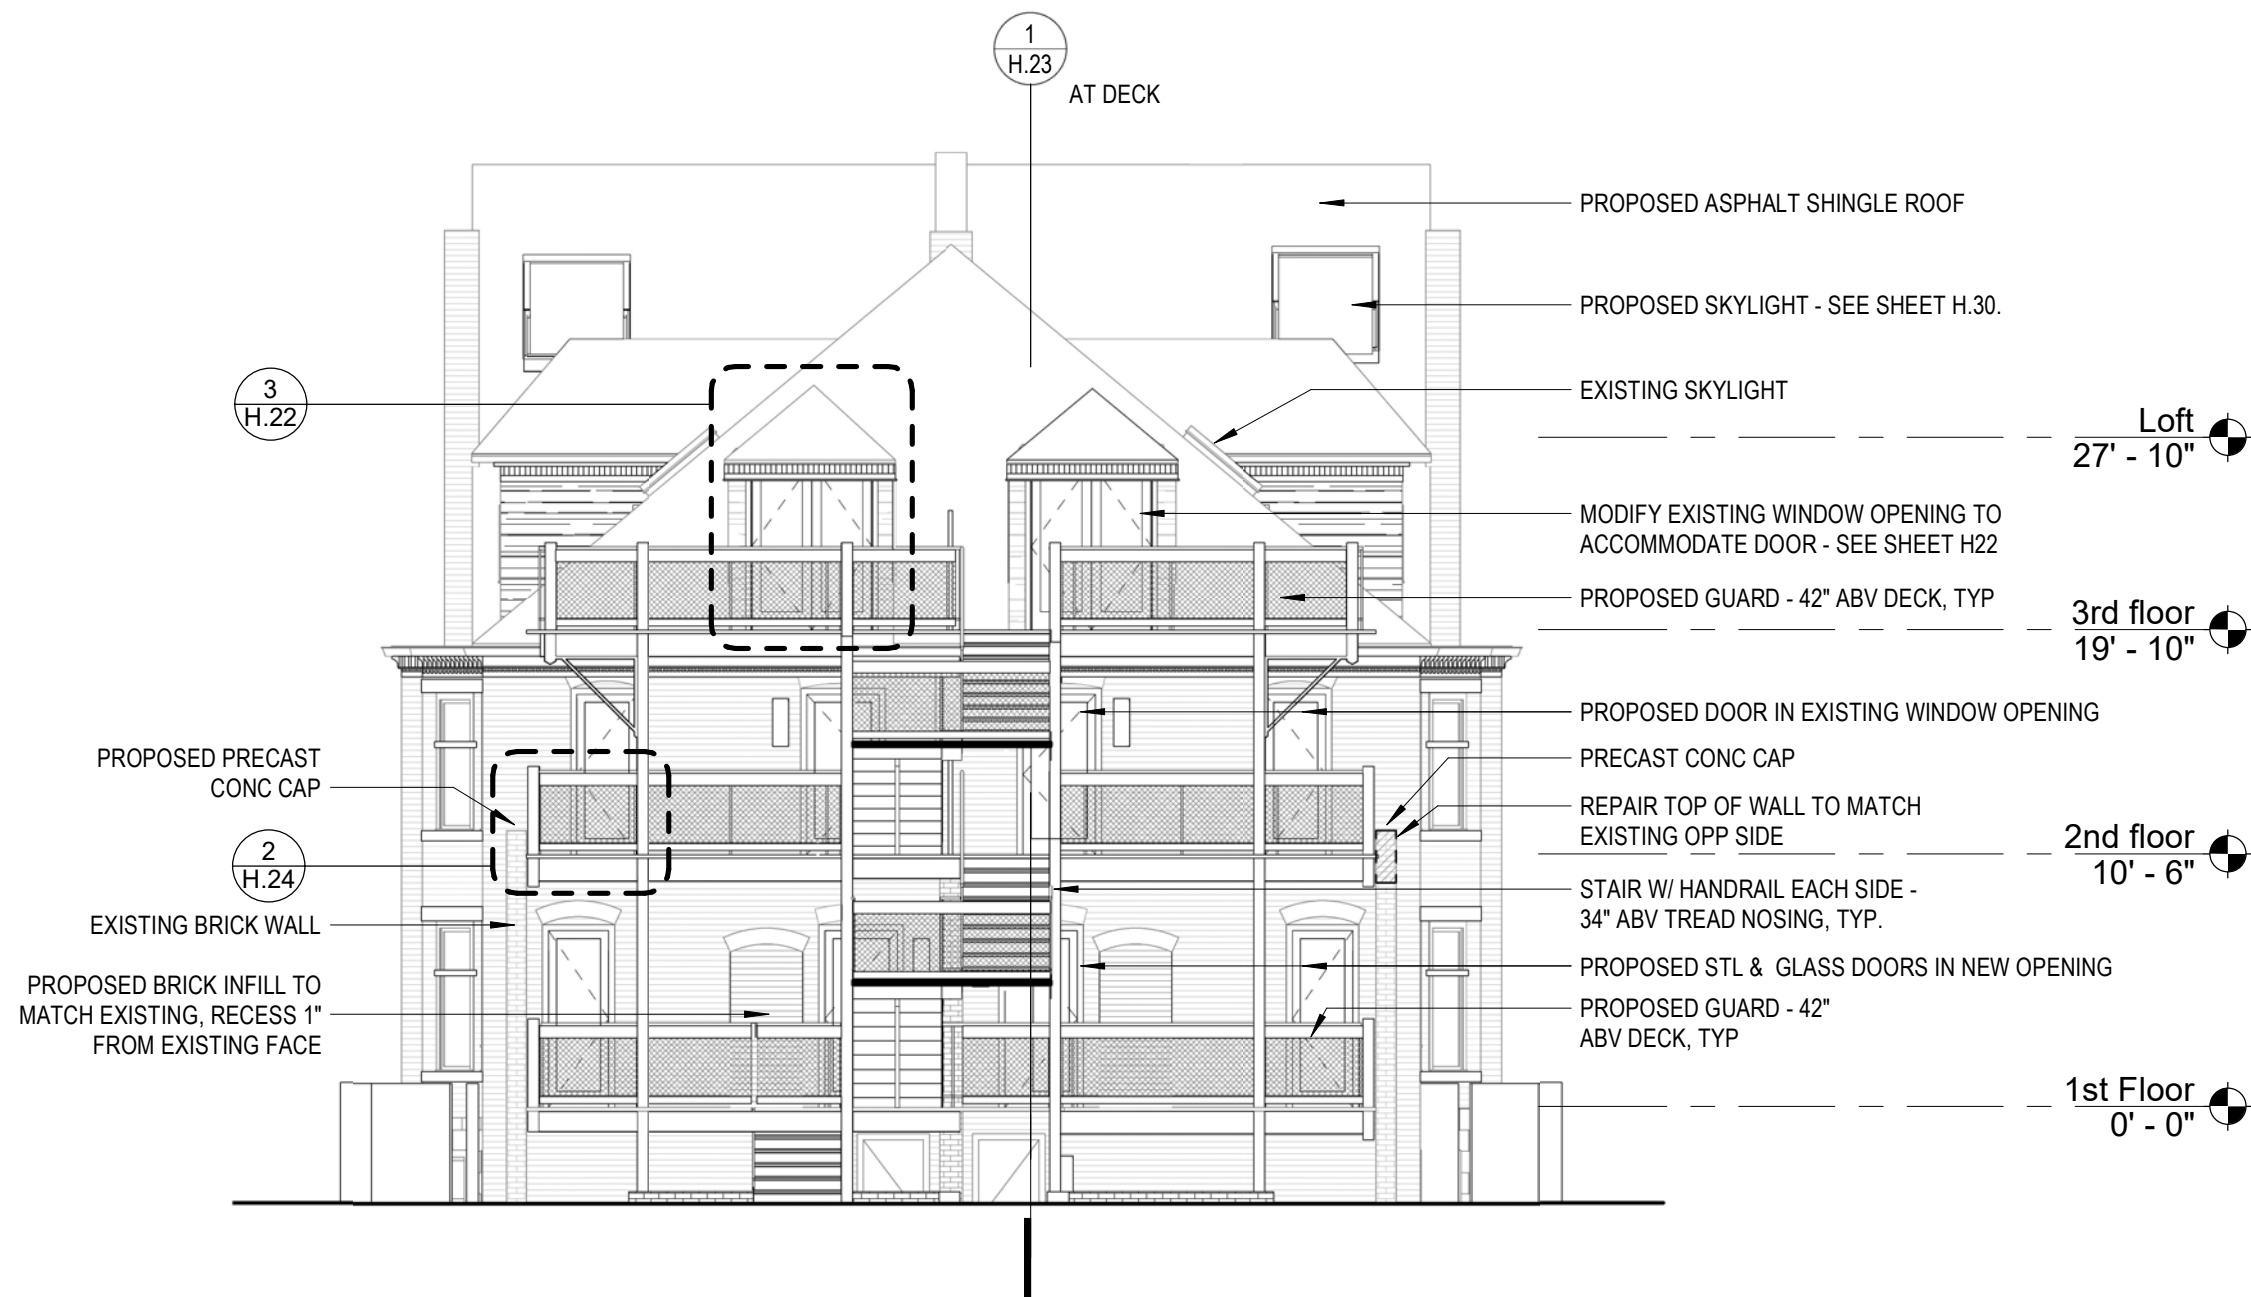 1
H.23
AT DECK
PROPOSED ASPHALT SHINGLE ROOF
PROPOSED SKYLIGHT - SEE SHEET H.30.
3
H.22
EXISTING SKYLIGHT
Loft
27' - 10"
MODIFY EXISTING WINDOW OPENING TO
ACCOMMODATE DOOR - SEE SHEET H22
PROPOSED GUARD - 42" ABV DECK, TYP
3rd floor
19' - 10"
PROPOSED DOOR IN EXISTING WINDOW OPENING
PROPOSED PRECAST
CONC CAP
PRECAST CONC CAP
REPAIR TOP OF WALL TO MATCH
EXISTING OPP SIDE
2nd floor
10' - 6"
2
H.24
STAIR W/ HANDRAIL EACH SIDE -
34" ABV TREAD NOSING, TYP.
EXISTING BRICK WALL
PROPOSED STL & GLASS DOORS IN NEW OPENING
PROPOSED BRICK INFILL TO
MATCH EXISTING, RECESS 1"
FROM EXISTING FACE
PROPOSED GUARD - 42"
ABV DECK, TYP
1st Floor
0' - 0"